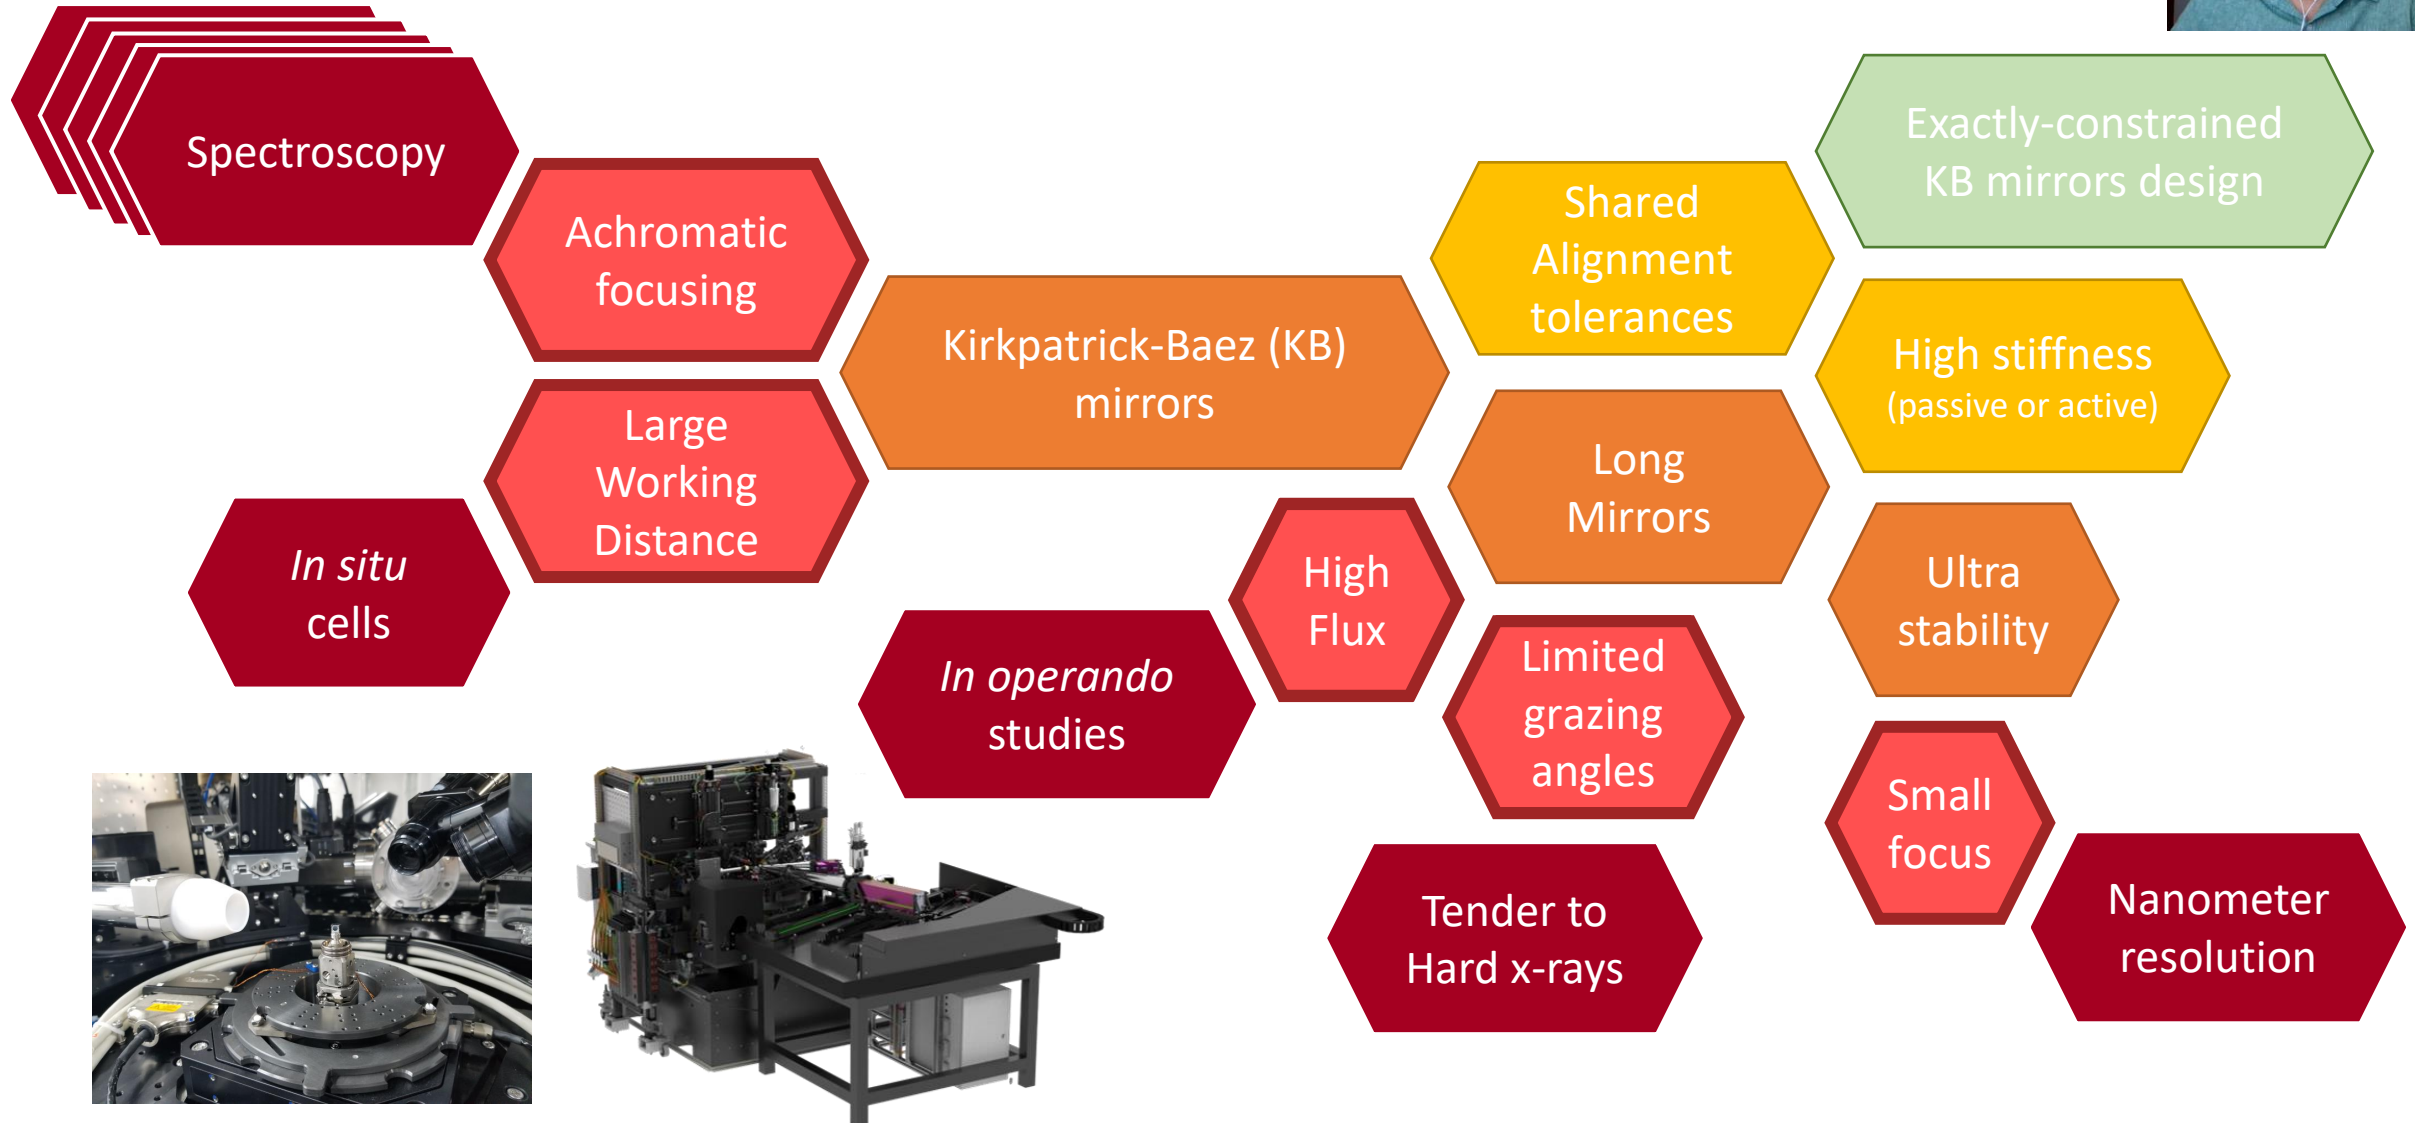 Spectroscopy
Achromatic
focusing
Large
Working
Distance
In situ
cells
Kirkpatrick-Baez (KB)
mirrors
In operando
studies
High
Flux
Shared
Alignment
tolerances
Long
Mirrors
Limited
grazing
angles
Tender to
Hard x-rays
Exactly-constrained
KB mirrors design
High stiffness
(passive or active)
Ultra
stability
Small
focus
Nanometer
resolution